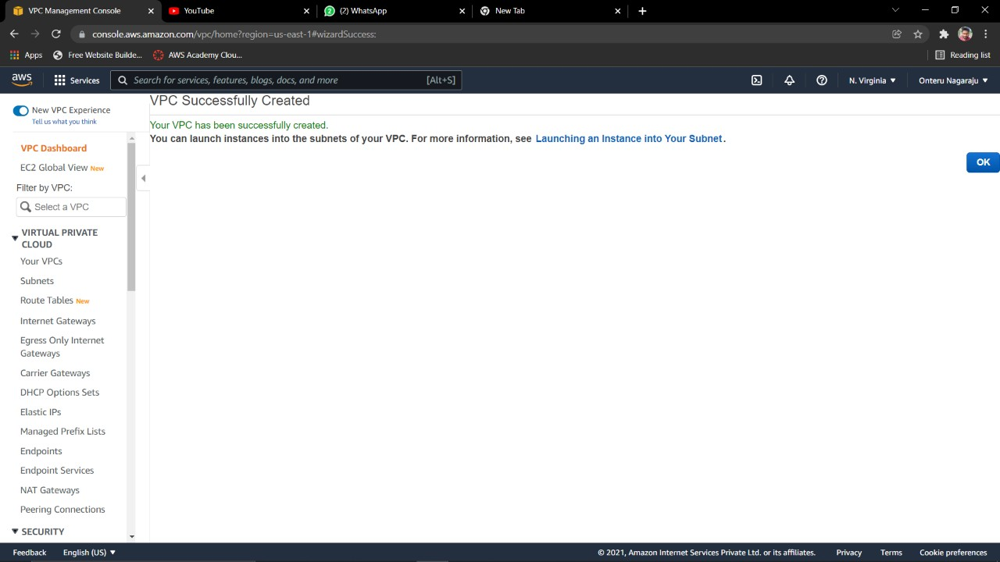 VPC Management Console
YouTube
(2) WhatsApp
New Tab
console.aws.amazon.com/vpc/home?region=us-east-1#wizardSuccess:
Apps
Free Website Builde...
AWS Academy Clou...
Reading list
aws
Services
Search for services, features, blogs, docs, and more
[Alt+S]
N. Virginia
Onteru Nagaraju
New VPC Experience
Tell us what you think
VPC Dashboard
EC2 Global View New
Filter by VPC:
Select a VPC
VIRTUAL PRIVATE
CLOUD
Your VPCs
Subnets
Route Tables New
Internet Gateways
Egress Only Internet
Gateways
Carrier Gateways
DHCP Options Sets
Elastic IPs
Managed Prefix Lists
Endpoints
Endpoint Services
NAT Gateways
Peering Connections
SECURITY
VPC Successfully Created
Your VPC has been successfully created.
You can launch instances into the subnets of your VPC. For more information, see Launching an Instance into Your Subnet.
OK
Feedback
English (US)
© 2021, Amazon Internet Services Private Ltd. or its affiliates.
Privacy
Terms
Cookie preferences